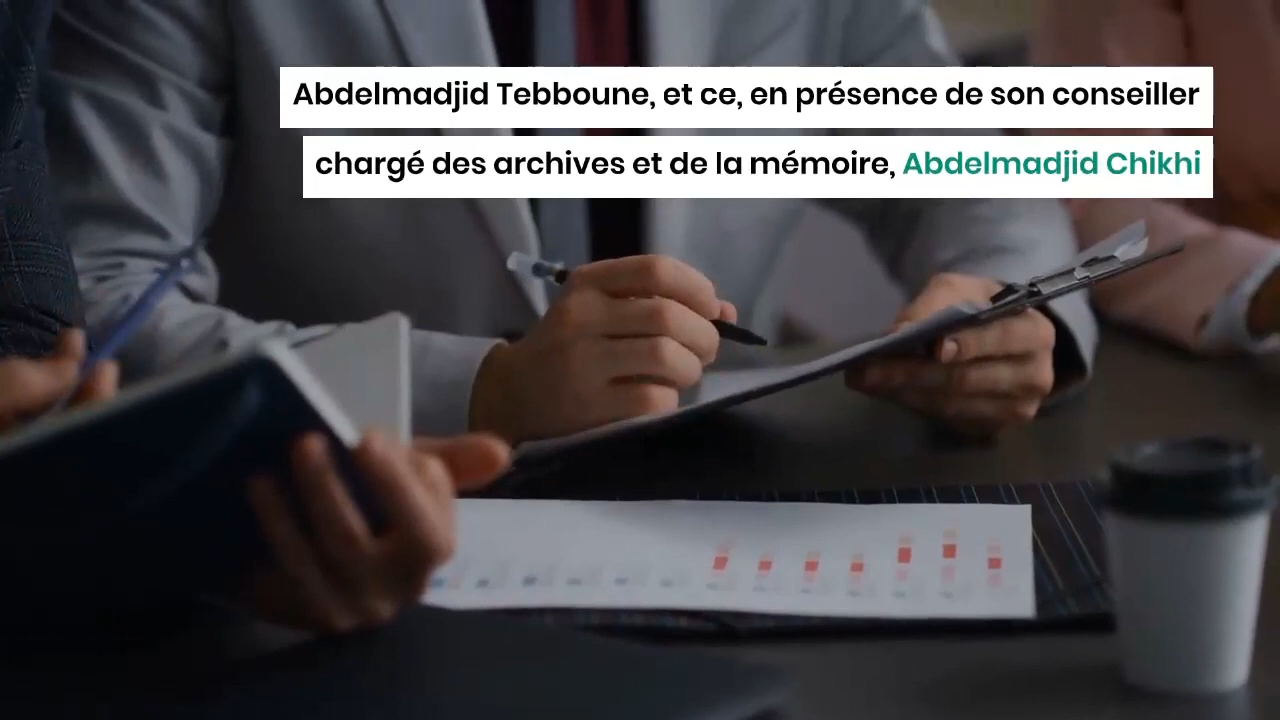 Abdelmadjid Tebboune, et ce, en présence de son conseiller
chargé des archives et de la mémoire, Abdelmadjid Chikhi